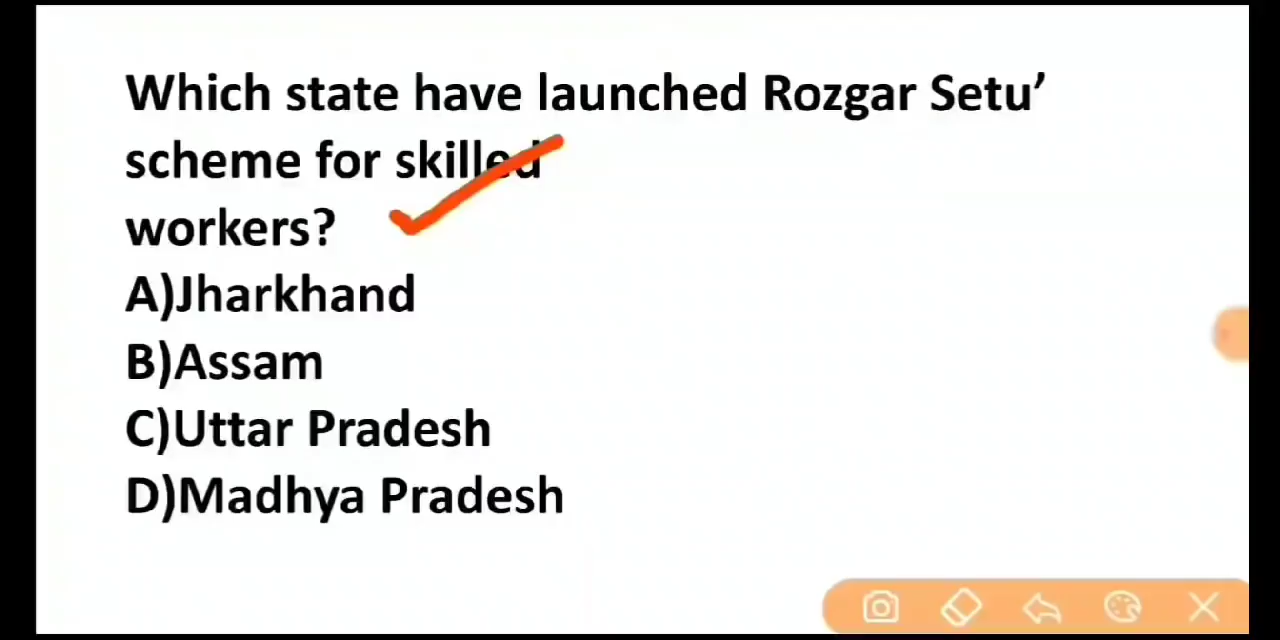 Which state have launched Rozgar Setu’
scheme for skilled
workers?
A)Jharkhand
B)Assam
C)Uttar Pradesh
D)Madhya Pradesh